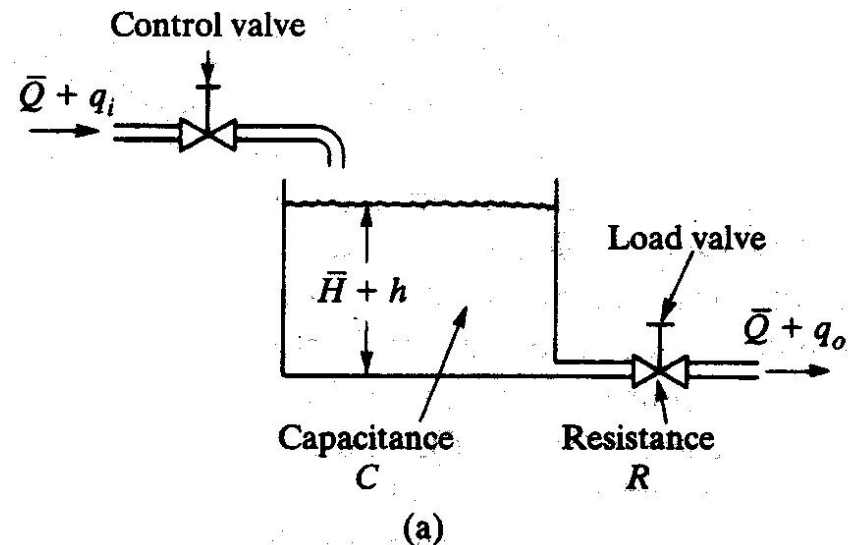 Control valve
Q̄ + qᵢ
Load valve
H̄ + h
Q̄ + qₒ
Capacitance
C
Resistance
R
(a)